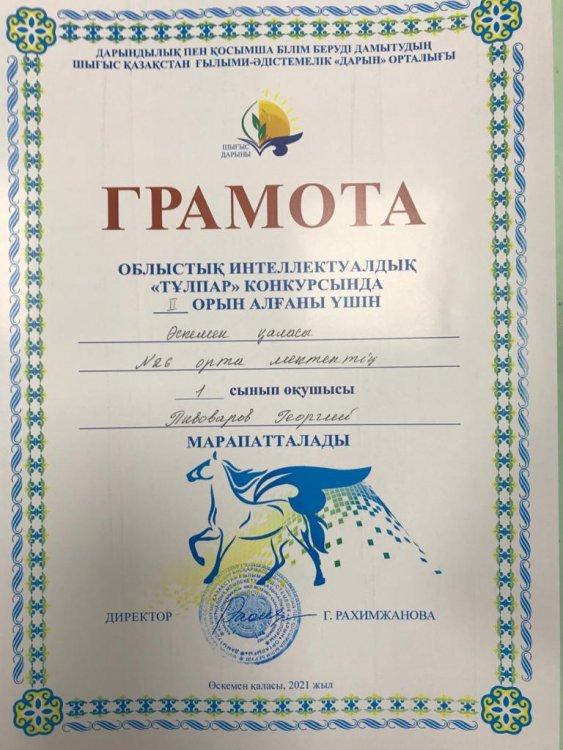 ДАРЫНДЫЛЫҚ ПЕН ҚОСЫМША БІЛІМ БЕРУДІ ДАМЫТУДЫҢ
ШЫҒЫС ҚАЗАҚСТАН ҒЫЛЫМИ-ӘДІСТЕМЕЛІК «ДАРЫН» ОРТАЛЫҒЫ
ШЫҒЫС
ДАРЫНЫ
ГРАМОТА
ОБЛЫСТЫҚ ИНТЕЛЛЕКТУАЛДЫҚ
«ТҰЛПАР» КОНКУРСЫНДА
II ОРЫН АЛҒАНЫ ҮШІН
Өскемен қаласы
№26 орта мектептің
1 сынып оқушысы
Пивоваров Георгий
МАРАПАТТАЛАДЫ
ДИРЕКТОР Г. РАХИМЖАНОВА
Өскемен қаласы, 2021 жыл